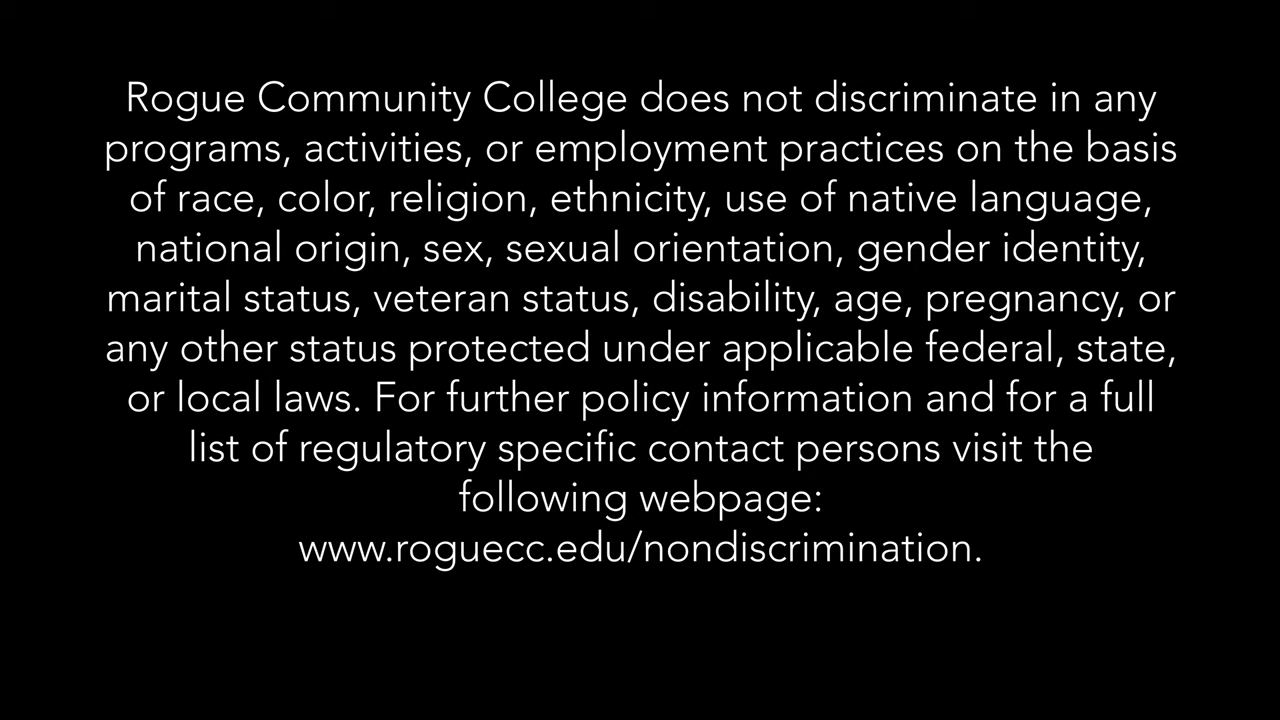 Rogue Community College does not discriminate in any
programs, activities, or employment practices on the basis
of race, color, religion, ethnicity, use of native language,
national origin, sex, sexual orientation, gender identity,
marital status, veteran status, disability, age, pregnancy, or
any other status protected under applicable federal, state,
or local laws. For further policy information and for a full
list of regulatory specific contact persons visit the
following webpage:
www.roguecc.edu/nondiscrimination.